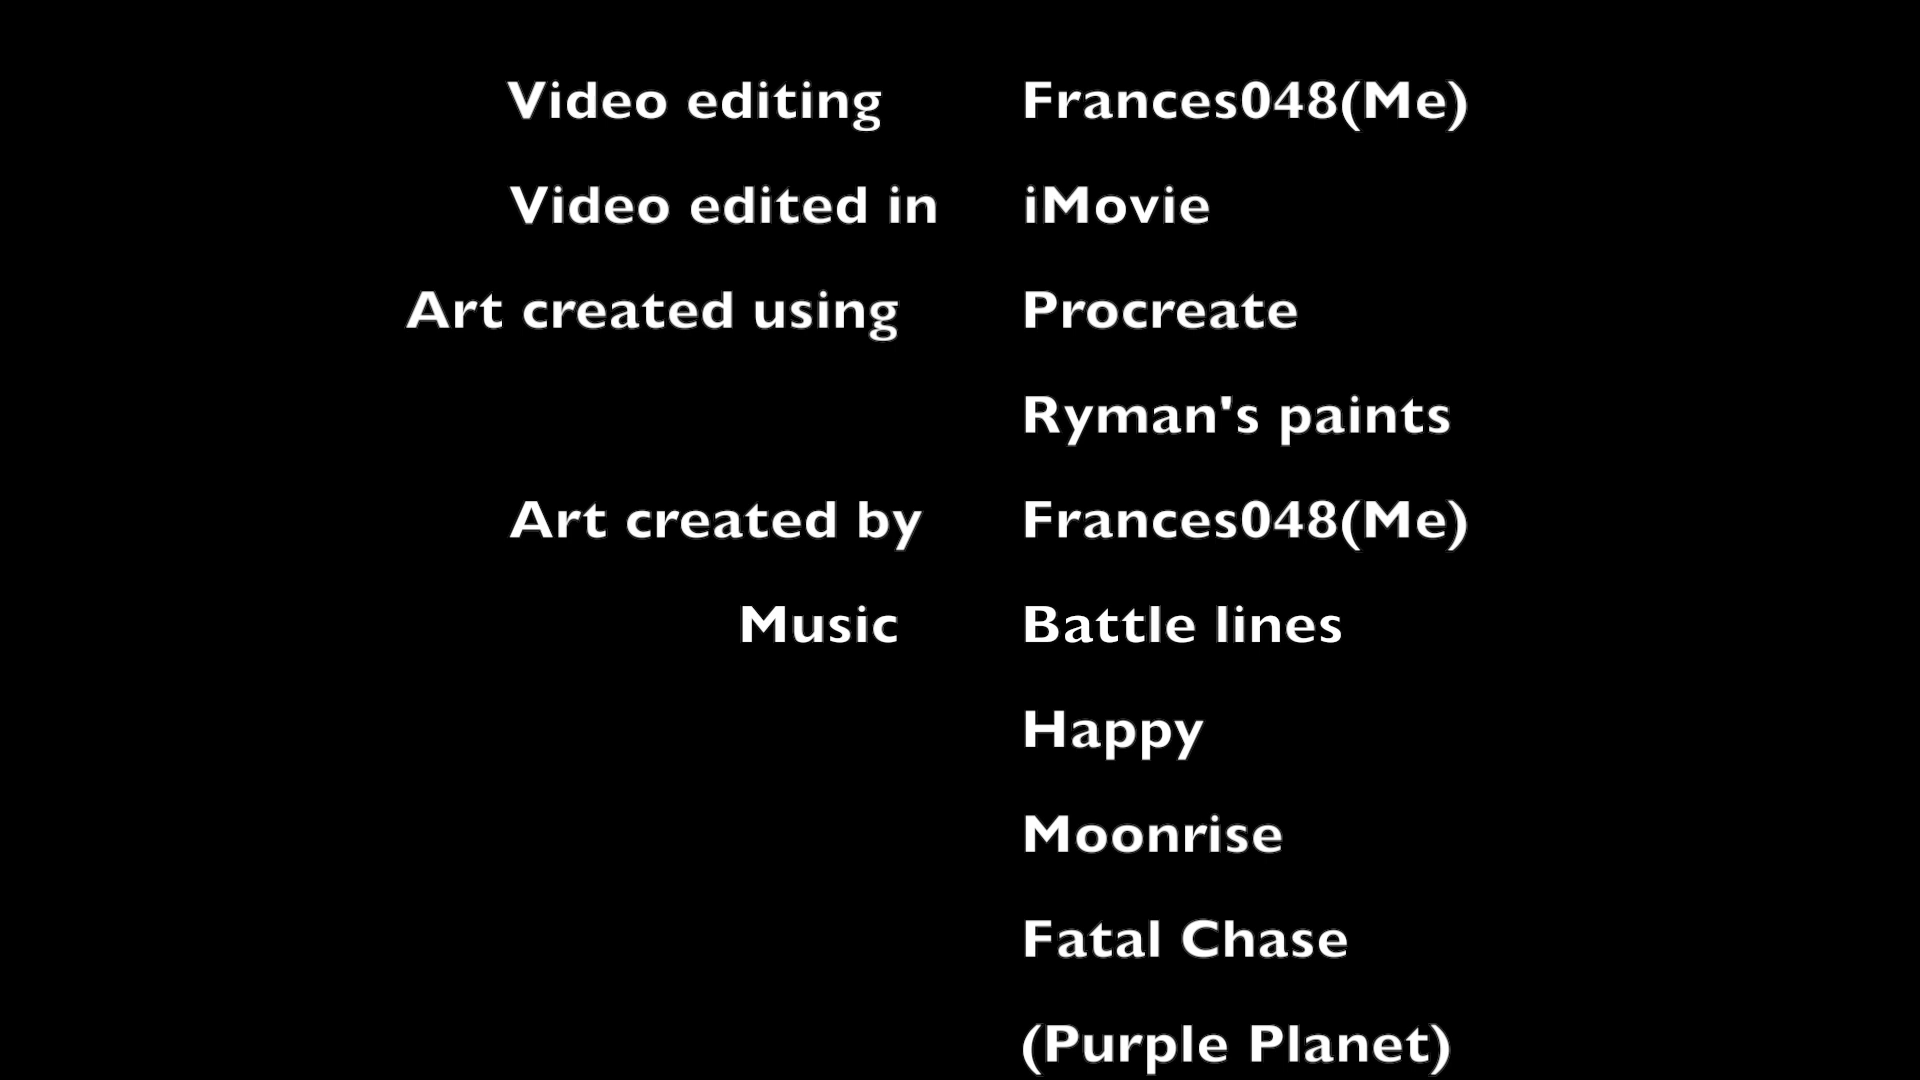 Video editing Frances048(Me)
Video edited in iMovie
Art created using Procreate
Ryman's paints
Art created by Frances048(Me)
Music Battle lines
Happy
Moonrise
Fatal Chase
(Purple Planet)